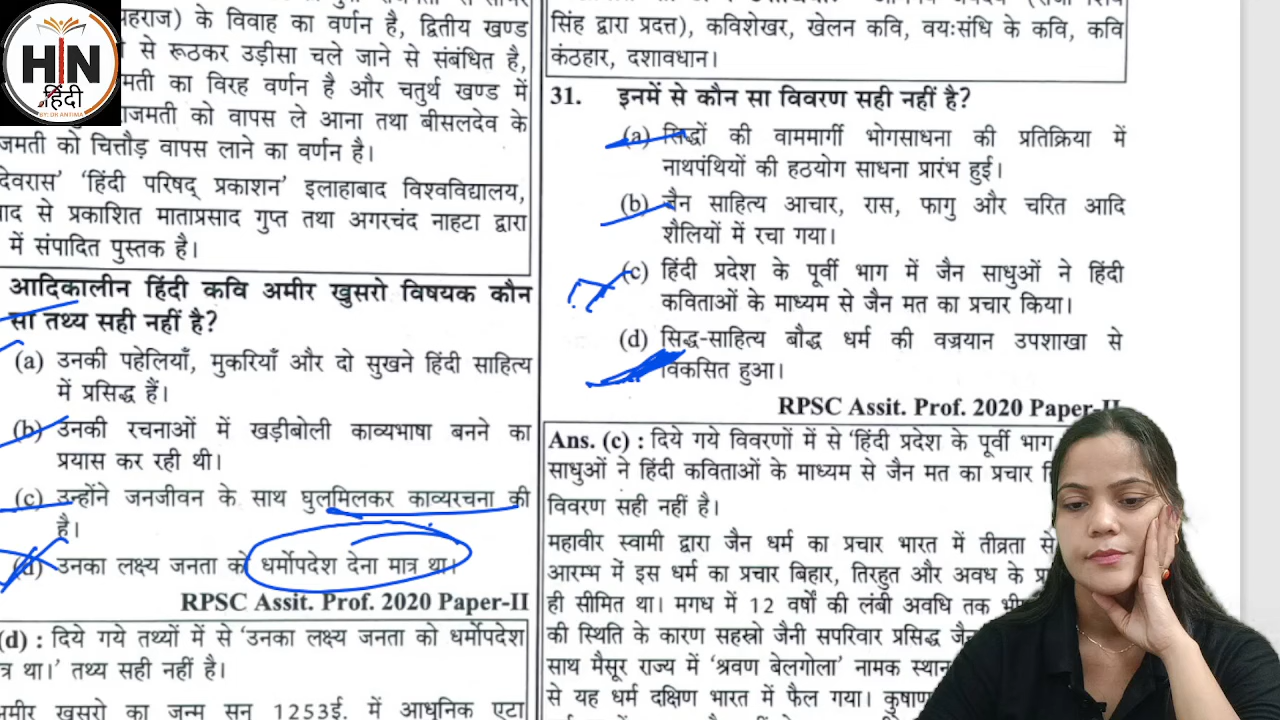 HIN
हिंदी
BY: DR ANTIMA
महराज) के विवाह का वर्णन है, द्वितीय खण्ड
से रूठकर उड़ीसा चले जाने से संबंधित है,
मती का विरह वर्णन है और चतुर्थ खण्ड में
ाजमती को वापस ले आना तथा बीसलदेव के
जमती को चित्तौड़ वापस लाने का वर्णन है।
देवरास' 'हिंदी परिषद् प्रकाशन' इलाहाबाद विश्वविद्यालय,
ाद से प्रकाशित माताप्रसाद गुप्त तथा अगरचंद नाहटा द्वारा
में संपादित पुस्तक है।
आदिकालीन हिंदी कवि अमीर खुसरो विषयक कौन
सा तथ्य सही नहीं है?
(a) उनकी पहेलियाँ, मुकरियाँ और दो सुखने हिंदी साहित्य
में प्रसिद्ध हैं।
(b) उनकी रचनाओं में खड़ीबोली काव्यभाषा बनने का
प्रयास कर रही थी।
(c) उन्होंने जनजीवन के साथ घुलमिलकर काव्यरचना की
है।
(d) उनका लक्ष्य जनता को धर्मोपदेश देना मात्र था।
RPSC Assit. Prof. 2020 Paper-II
(d) : दिये गये तथ्यों में से 'उनका लक्ष्य जनता को धर्मोपदेश
त्र था।' तथ्य सही नहीं है।
अमीर खुसरो का जन्म सन् 1253ई. में आधुनिक एटा
सिंह द्वारा प्रदत्त), कविशेखर, खेलन कवि, वय:संधि के कवि, कवि
कंठहार, दशावधान।
31. इनमें से कौन सा विवरण सही नहीं है?
(a) सिद्धों की वाममार्गी भोगसाधना की प्रतिक्रिया में
नाथपंथियों की हठयोग साधना प्रारंभ हुई।
(b) जैन साहित्य आचार, रास, फागु और चरित आदि
शैलियों में रचा गया।
(c) हिंदी प्रदेश के पूर्वी भाग में जैन साधुओं ने हिंदी
कविताओं के माध्यम से जैन मत का प्रचार किया।
(d) सिद्ध-साहित्य बौद्ध धर्म की वज्रयान उपशाखा से
विकसित हुआ।
RPSC Assit. Prof. 2020 Paper-II
Ans. (c) : दिये गये विवरणों में से 'हिंदी प्रदेश के पूर्वी भाग
साधुओं ने हिंदी कविताओं के माध्यम से जैन मत का प्रचार
विवरण सही नहीं है।
महावीर स्वामी द्वारा जैन धर्म का प्रचार भारत में तीव्रता से
आरम्भ में इस धर्म का प्रचार बिहार, तिरहुत और अवध के
ही सीमित था। मगध में 12 वर्षों की लंबी अवधि तक
की स्थिति के कारण सहस्रो जैनी सपरिवार प्रसिद्ध जैन
साथ मैसूर राज्य में 'श्रवण बेलगोला' नामक स्थान
से यह धर्म दक्षिण भारत में फैल गया। कुषाण